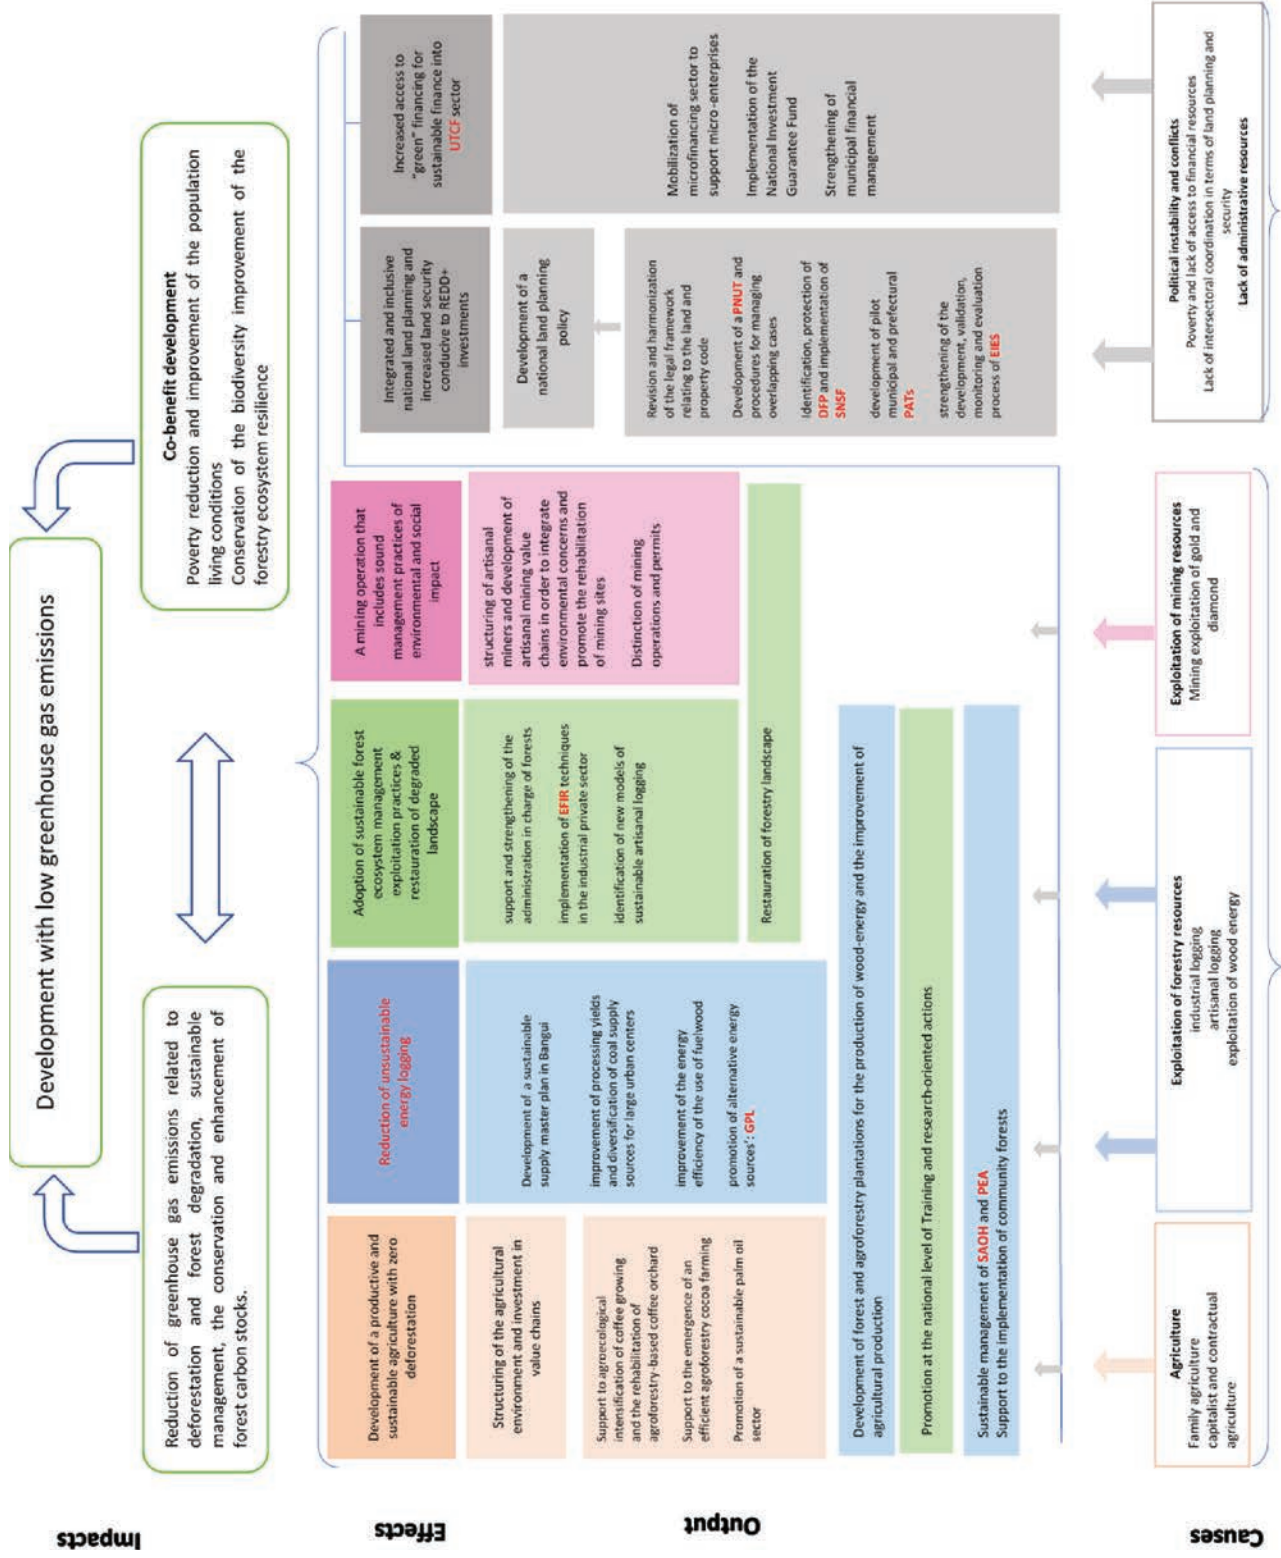 Impacts
Development with low greenhouse gas emissions
Reduction of greenhouse gas emissions related to
deforestation and forest degradation, sustainable
management, the conservation and enhancement of
forest carbon stocks.
Co-benefit development
Poverty reduction and improvement of the population
living conditions
Conservation of the biodiversity improvement of the
forestry ecosystem resilience
Effects
Development of a productive and
sustainable agriculture with zero
deforestation
Reduction of unsustainable
energy logging
Adoption of sustainable forest
ecosystem management
exploitation practices &
restauration of degraded
landscape
A mining operation that
includes sound
management practices of
environmental and social
impact
Integrated and inclusive
national land planning and
increased land security
conducive to REDD+
investments
Increased access to
"green" financing for
sustainable finance into
UTCF sector
Output
Structuring of the agricultural
environment and investment in
value chains
Support to agroecological
intensification of coffee growing
and the rehabilitation of
agroforestry-based coffee orchard
Support to the emergence of an
efficient agroforestry cocoa farming
Promotion of a sustainable palm oil
sector
Development of a sustainable
supply master plan in Bangui
improvement of processing yields
and diversification of coal supply
sources for large urban centers
improvement of the energy
efficiency of the use of fuelwood
promotion of alternative energy
sources': GPL
support and strengthening of the
administration in charge of forests
implementation of EFIR techniques
in the industrial private sector
identification of new models of
sustainable artisanal logging
structuring of artisanal
miners and development of
artisanal mining value
chains in order to integrate
environmental concerns and
promote the rehabilitation
of mining sites
Distinction of mining
operations and permits
Restauration of forestry landscape
Development of forest and agroforestry plantations for the production of wood-energy and the improvement of
agricultural production
Promotion at the national level of Training and research-oriented actions
Sustainable management of SAOH and PEA
Support to the implementation of community forests
Development of a
national land planning
policy
Revision and harmonization
of the legal framework
relating to the land and
property code
Development of a PNUT and
procedures for managing
overlapping cases
Identification, protection of
DFP and implementation of
SNSF
development of pilot
municipal and prefectural
PATs
strengthening of the
development, validation,
monitoring and evaluation
process of EIES
Mobilization of
microfinancing sector to
support micro-enterprises
Implementation of the
National Investment
Guarantee Fund
Strengthening of
municipal financial
management
Causes
Agriculture
Family agriculture
capitalist and contractual
agriculture
Exploitation of forestry resources
industrial logging
artisanal logging
exploitation of wood energy
Exploitation of mining resources
Mining exploitation of gold and
diamond
Political instability and conflicts
Poverty and lack of access to financial resources
Lack of intersectoral coordination in terms of land planning and
security
Lack of administrative resources